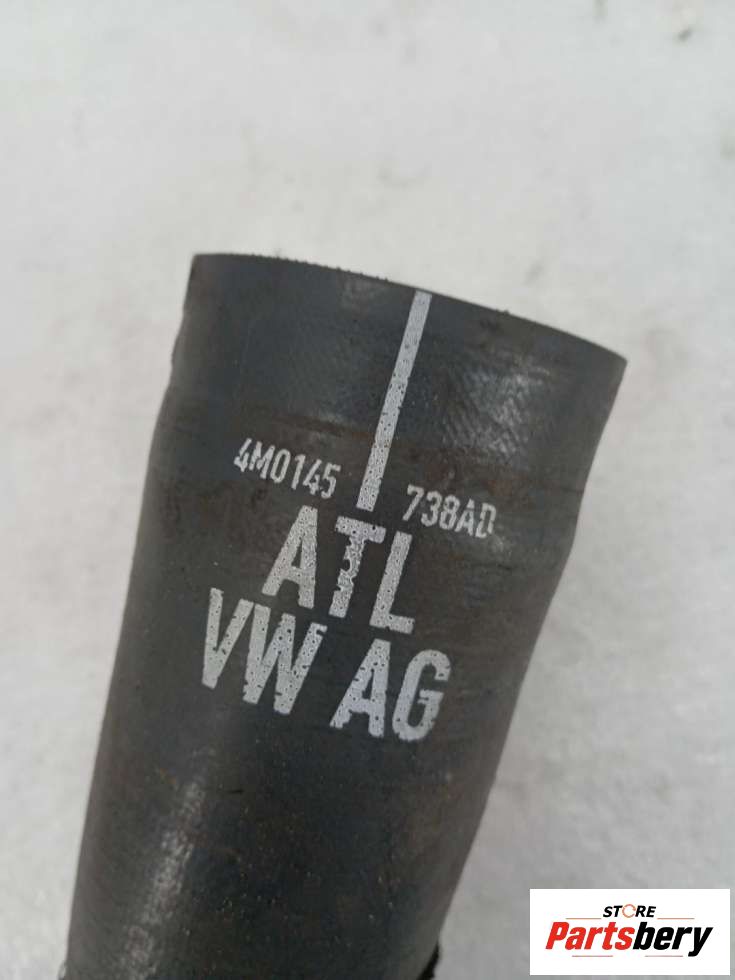 4M0145 738AD
ATL
VW AG
STORE
Partsbery